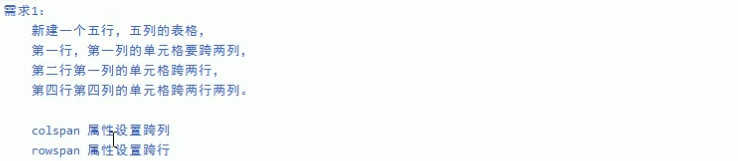 需求1：
新建一个五行，五列的表格，
第一行，第一列的单元格要跨两列，
第二行第一列的单元格跨两行，
第四行第四列的单元格跨两行两列。
colspan 属性设置跨列
rowspan 属性设置跨行